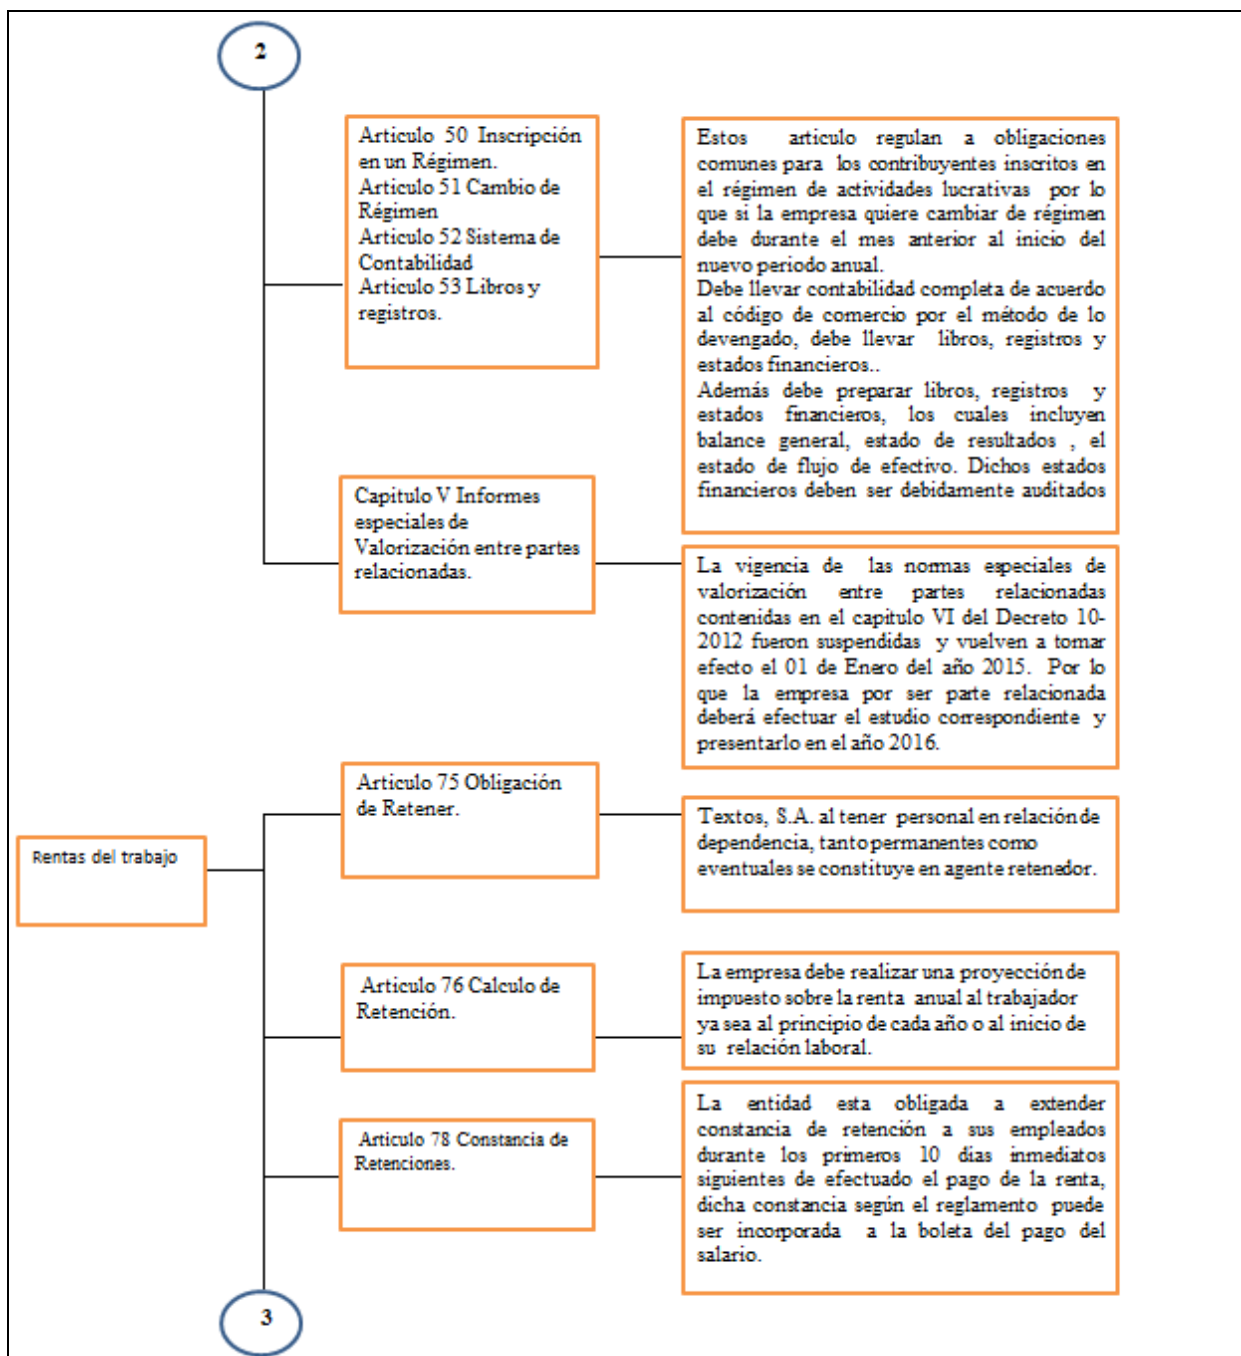 2
Articulo 50 Inscripción
en un Régimen.
Articulo 51 Cambio de
Régimen
Articulo 52 Sistema de
Contabilidad
Articulo 53 Libros y
registros.
Estos articulo regulan a obligaciones
comunes para los contribuyentes inscritos en
el régimen de actividades lucrativas por lo
que si la empresa quiere cambiar de régimen
debe durante el mes anterior al inicio del
nuevo periodo anual.
Debe llevar contabilidad completa de acuerdo
al código de comercio por el método de lo
devengado, debe llevar libros, registros y
estados financieros..
Además debe preparar libros, registros y
estados financieros, los cuales incluyen
balance general, estado de resultados , el
estado de flujo de efectivo. Dichos estados
financieros deben ser debidamente auditados
Capitulo V Informes
especiales de
Valorización entre partes
relacionadas.
La vigencia de las normas especiales de
valorización entre partes relacionadas
contenidas en el capitulo VI del Decreto 10-
2012 fueron suspendidas y vuelven a tomar
efecto el 01 de Enero del año 2015. Por lo
que la empresa por ser parte relacionada
deberá efectuar el estudio correspondiente y
presentarlo en el año 2016.
Rentas del trabajo
Articulo 75 Obligación
de Retener.
Textos, S.A. al tener personal en relación de
dependencia, tanto permanentes como
eventuales se constituye en agente retenedor.
Articulo 76 Calculo de
Retención.
La empresa debe realizar una proyección de
impuesto sobre la renta anual al trabajador
ya sea al principio de cada año o al inicio de
su relación laboral.
Articulo 78 Constancia de
Retenciones.
La entidad esta obligada a extender
constancia de retención a sus empleados
durante los primeros 10 días inmediatos
siguientes de efectuado el pago de la renta,
dicha constancia según el reglamento puede
ser incorporada a la boleta del pago del
salario.
3